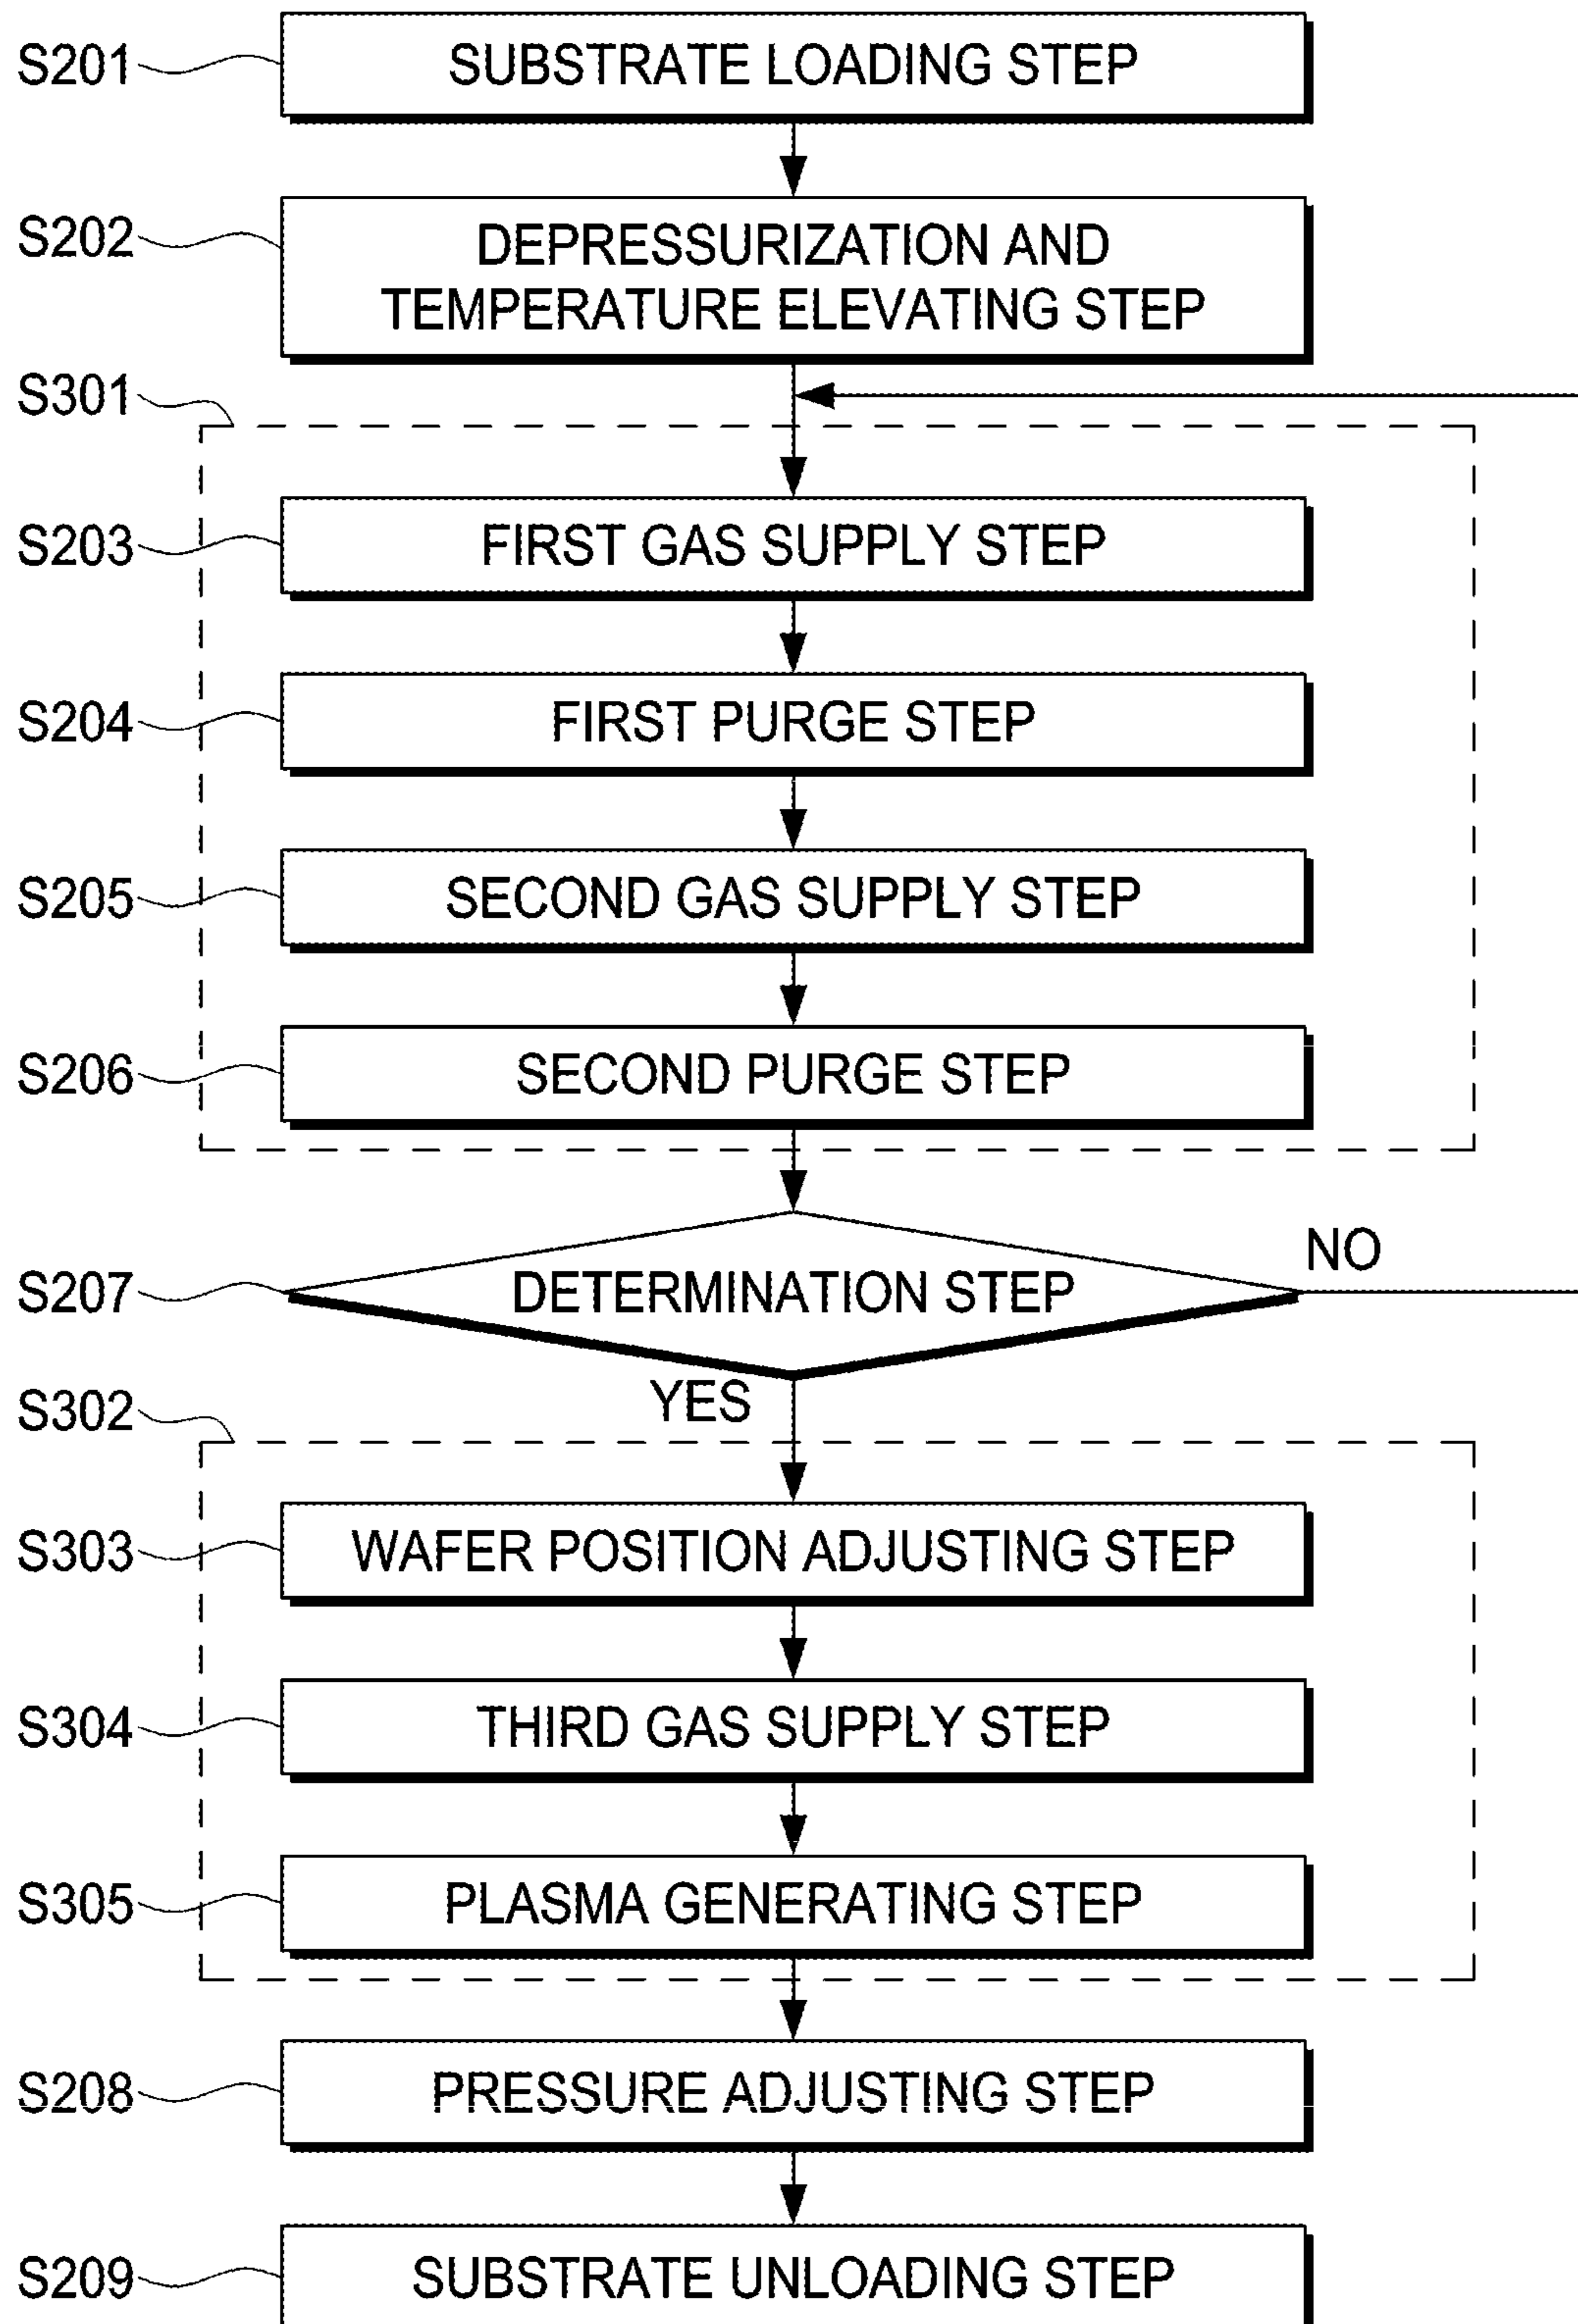 S201 SUBSTRATE LOADING STEP
S202 DEPRESSURIZATION AND
TEMPERATURE ELEVATING STEP
S301
S203 FIRST GAS SUPPLY STEP
S204 FIRST PURGE STEP
S205 SECOND GAS SUPPLY STEP
S206 SECOND PURGE STEP
NO
S207 DETERMINATION STEP
YES
S302
S303 WAFER POSITION ADJUSTING STEP
S304 THIRD GAS SUPPLY STEP
S305 PLASMA GENERATING STEP
S208 PRESSURE ADJUSTING STEP
S209 SUBSTRATE UNLOADING STEP